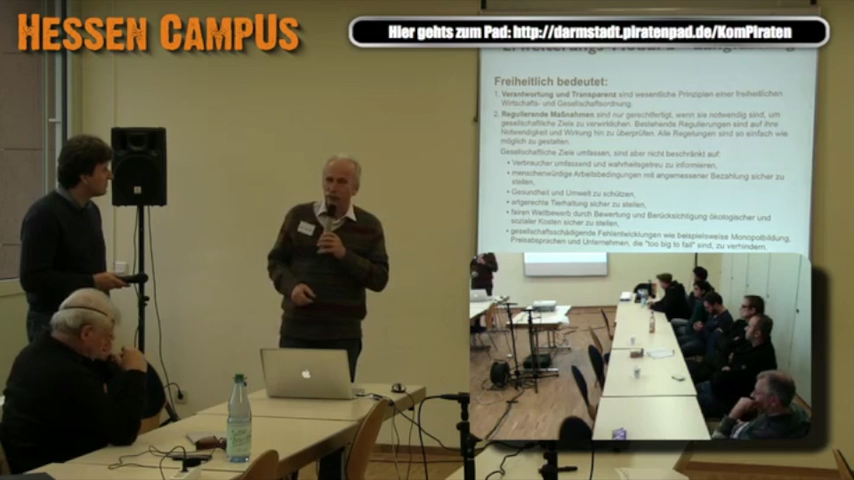 HESSEN CAMPUS
Hier gehts zum Pad: http://darmstadt.piratenpad.de/KomPiraten
Freiheitlich bedeutet:
1. Verantwortung und Transparenz sind wesentliche Prinzipien einer freiheitlichen
Wirtschafts- und Gesellschaftsordnung.
2. Regulierende Maßnahmen sind nur gerechtfertigt, wenn sie notwendig sind, um
gesellschaftliche Ziele zu verwirklichen. Bestehende Regulierungen sind auf ihre
Notwendigkeit und Wirkung hin zu überprüfen. Alle Regelungen sind so einfach wie
möglich zu gestalten.
Gesellschaftliche Ziele umfassen, sind aber nicht beschränkt auf:
• Verbraucher umfassend und wahrheitsgetreu zu informieren,
• menschenwürdige Arbeitsbedingungen mit angemessener Bezahlung sicher zu
stellen,
• Gesundheit und Umwelt zu schützen,
• artgerechte Tierhaltung sicher zu stellen,
• fairen Wettbewerb durch Bewertung und Berücksichtigung ökologischer und
sozialer Kosten sicher zu stellen,
• gesellschaftsschädigende Fehlentwicklungen wie beispielsweise Monopolbildung,
Preisabsprachen und Unternehmen, die "too big to fail" sind, zu verhindern.